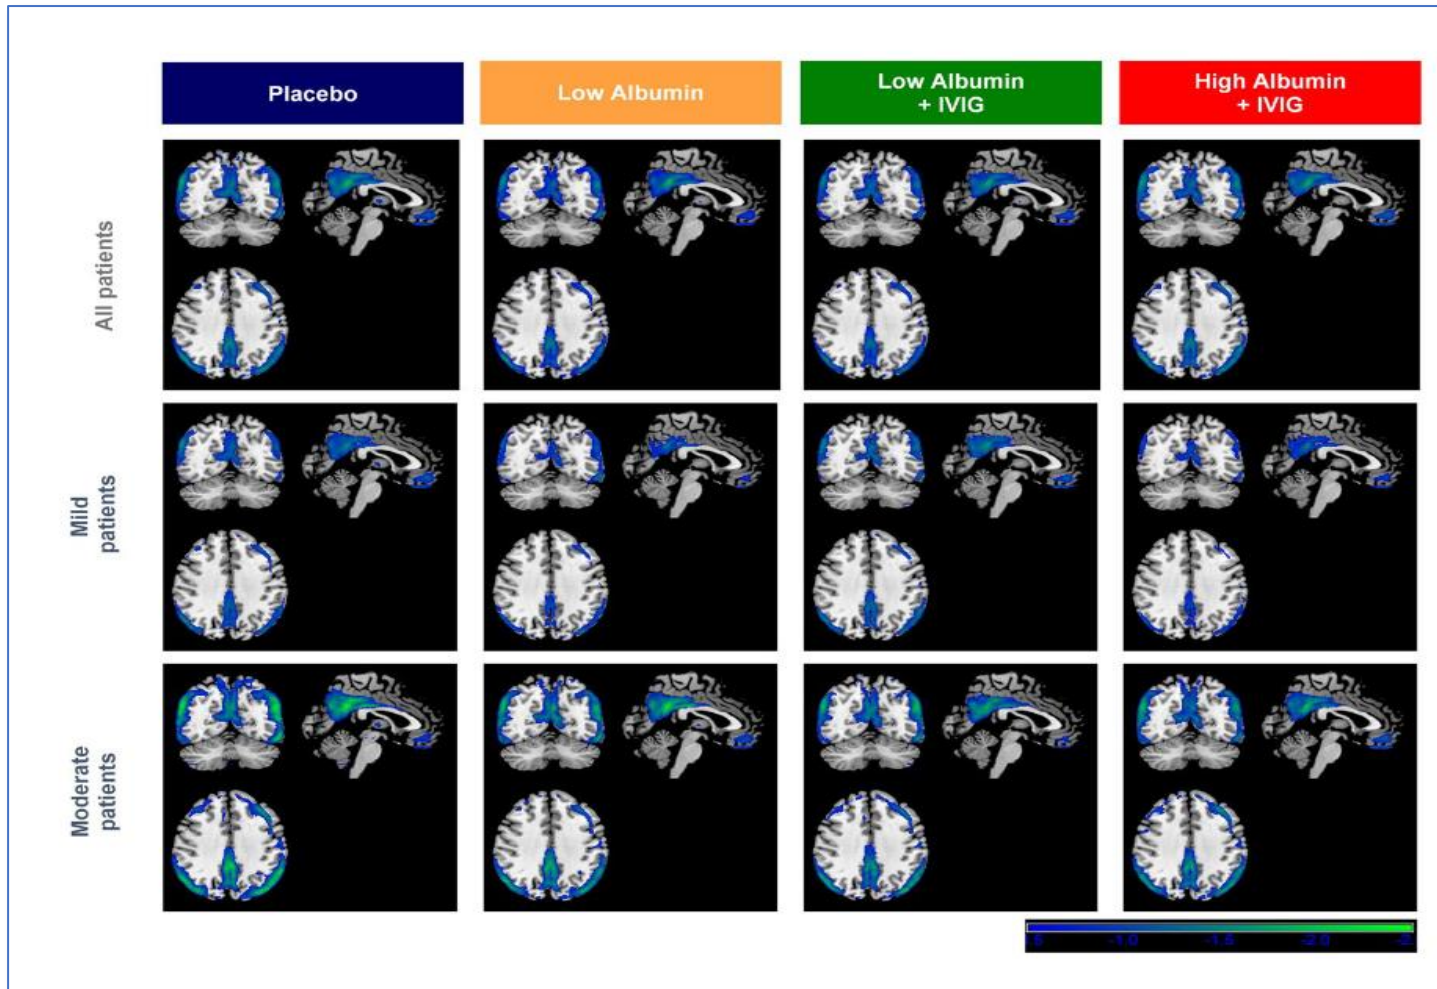 Placebo
Low Albumin
Low Albumin
+ IVIG
High Albumin
+ IVIG
All patients
Mild
patients
Moderate
patients
-1.0
-1.5
-2.0